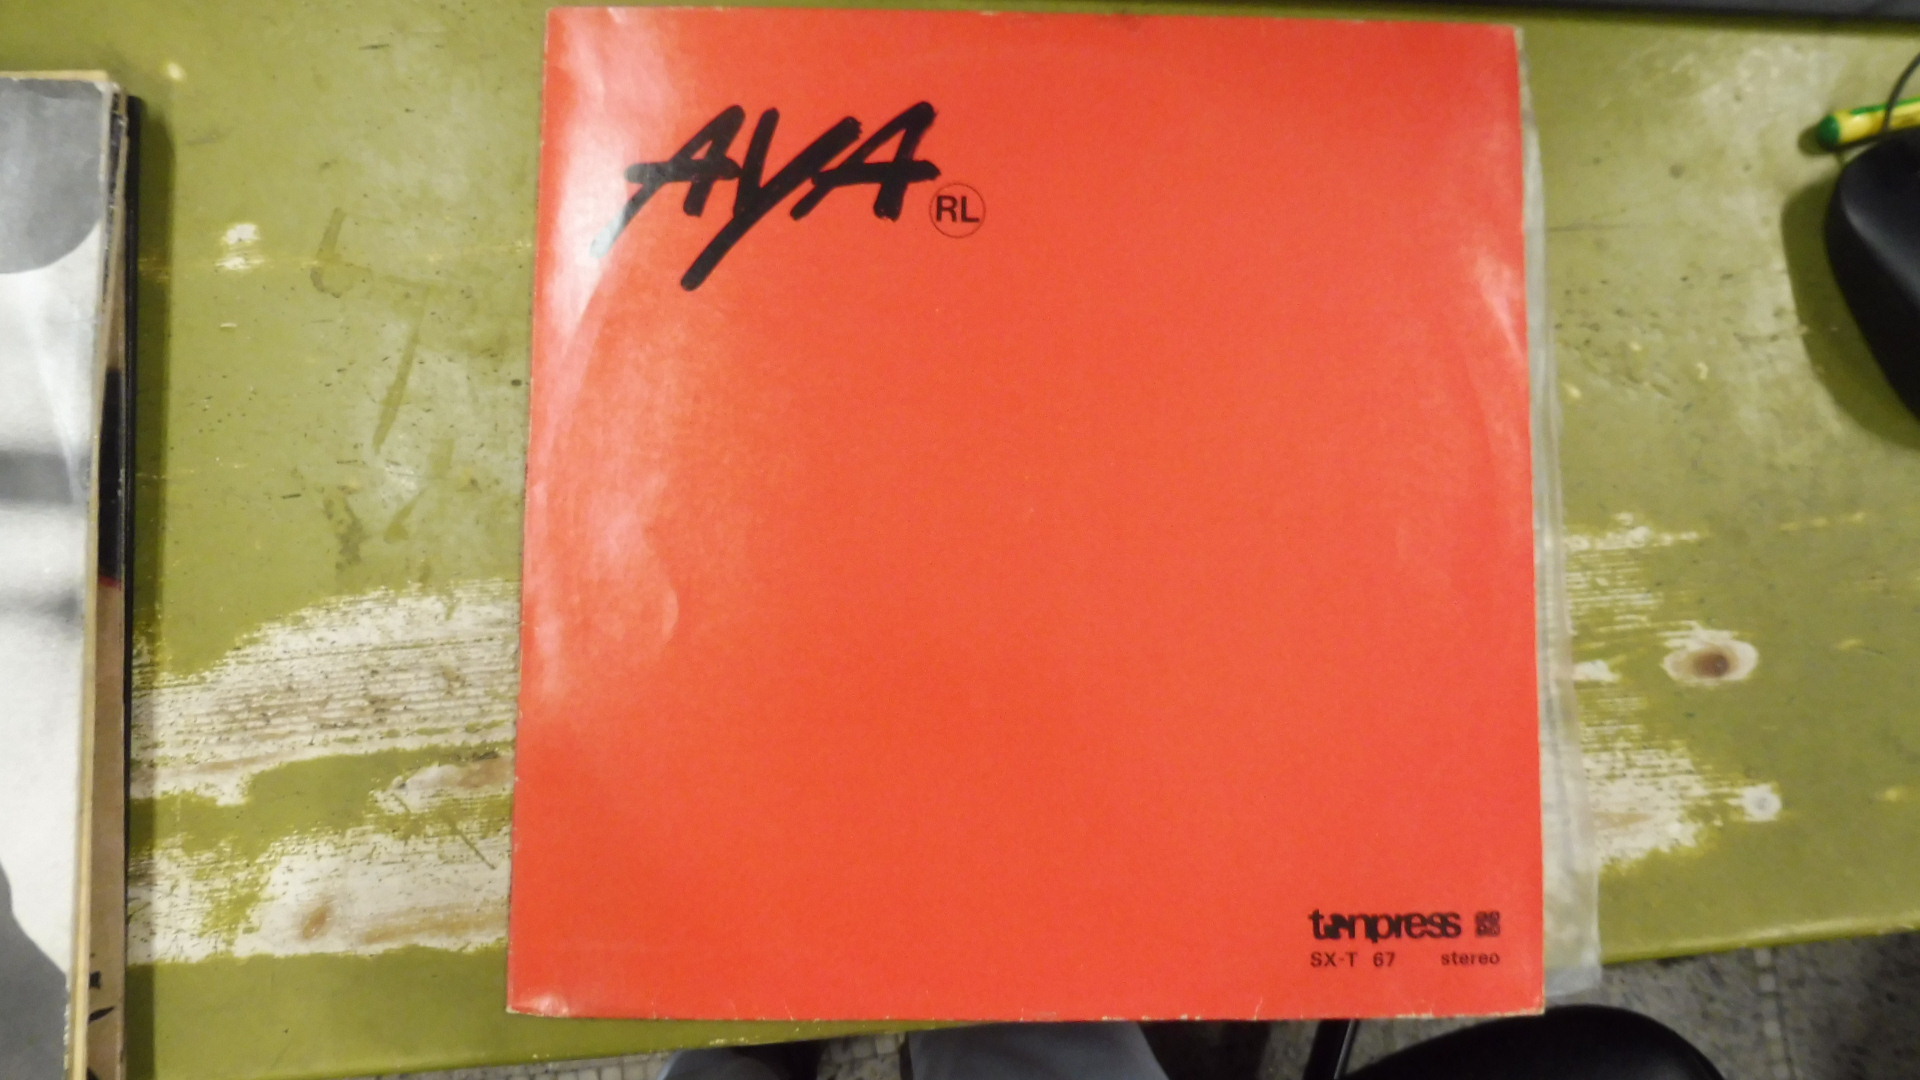 AYA RL
tonpress
SX-T 67 stereo